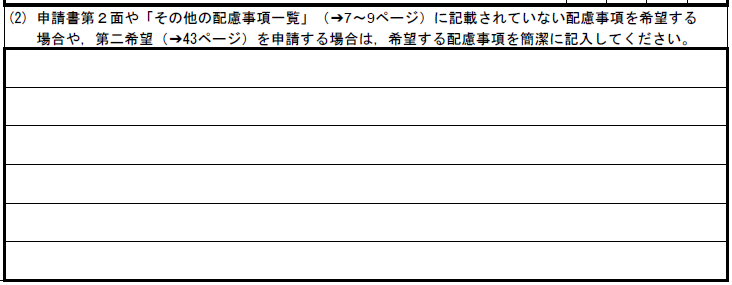 (2) 申請書第２面や「その他の配慮事項一覧」（➔7～9ページ）に記載されていない配慮事項を希望する
場合や，第二希望（➔43ページ）を申請する場合は，希望する配慮事項を簡潔に記入してください。